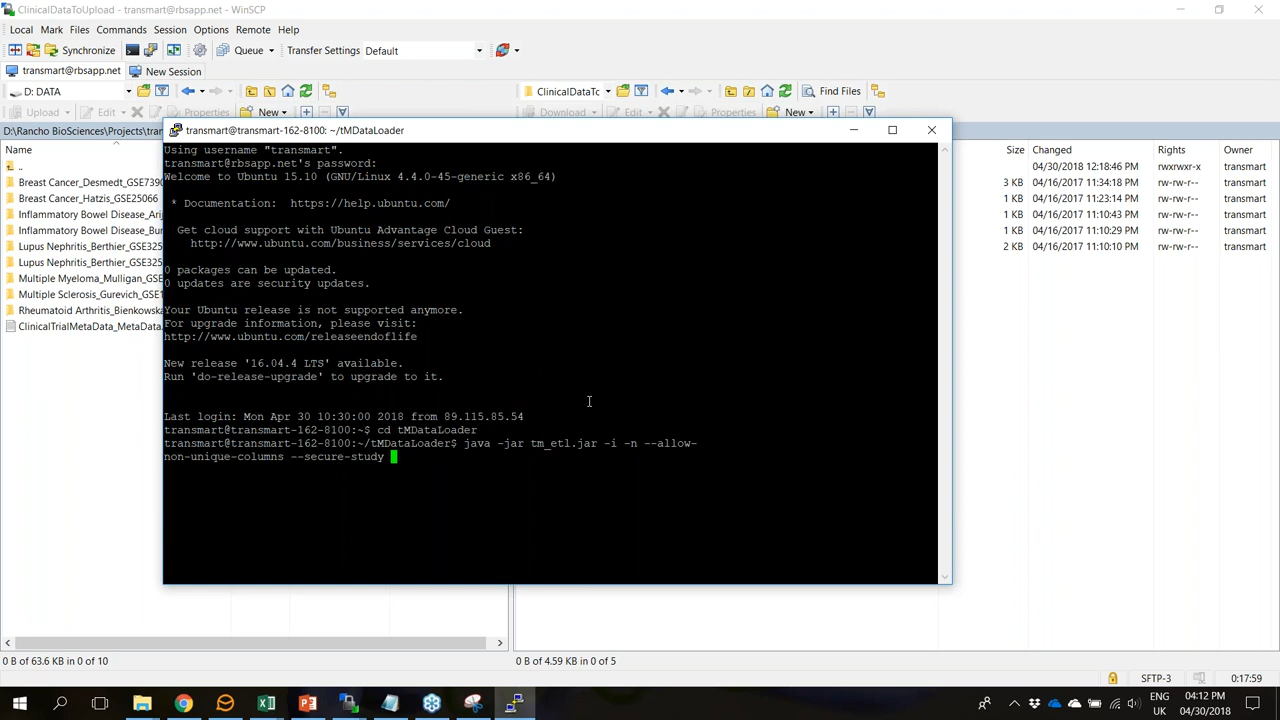 ClinicalDataToUpload - transmart@rbsapp.net - WinSCP
Local Mark Files Commands Session Options Remote Help
Synchronize Queue Transfer Settings Default
transmart@rbsapp.net New Session
D: DATA ClinicalDataTc Find Files
Upload Edit Properties New Download Edit Properties New
D:\Rancho BioSciences\Projects\tran
transmart@transmart-162-8100: ~/tMDataLoader
Name Size Changed Rights Owner
.. 04/30/2018 12:18:46 PM rwxrwxr-x transmart
Breast Cancer_Desmedt_GSE7390 3 KB 04/16/2017 11:34:18 PM rw-rw-r-- transmart
Breast Cancer_Hatzis_GSE25066 1 KB 04/16/2017 11:23:14 PM rw-rw-r-- transmart
Inflammatory Bowel Disease_Arij 1 KB 04/16/2017 11:10:43 PM rw-rw-r-- transmart
Inflammatory Bowel Disease_Bur 1 KB 04/16/2017 11:10:29 PM rw-rw-r-- transmart
Lupus Nephritis_Berthier_GSE325 2 KB 04/16/2017 11:10:10 PM rw-rw-r-- transmart
Lupus Nephritis_Berthier_GSE325
Multiple Myeloma_Mulligan_GSE
Multiple Sclerosis_Gurevich_GSE1
Rheumatoid Arthritis_Bienkowska
ClinicalTrialMetaData_MetaData
Using username "transmart".
transmart@rbsapp.net's password:
Welcome to Ubuntu 15.10 (GNU/Linux 4.4.0-45-generic x86_64)
* Documentation: https://help.ubuntu.com/
Get cloud support with Ubuntu Advantage Cloud Guest:
http://www.ubuntu.com/business/services/cloud
0 packages can be updated.
0 updates are security updates.
Your Ubuntu release is not supported anymore.
For upgrade information, please visit:
http://www.ubuntu.com/releaseendoflife
New release '16.04.4 LTS' available.
Run 'do-release-upgrade' to upgrade to it.
Last login: Mon Apr 30 10:30:00 2018 from 89.115.85.54
transmart@transmart-162-8100:~$ cd tMDataLoader
transmart@transmart-162-8100:~/tMDataLoader$ java -jar tm_etl.jar -i -n --allow-
non-unique-columns --secure-study
0 B of 63.6 KB in 0 of 10 0 B of 4.59 KB in 0 of 5
SFTP-3 0:17:59
ENG 04:12 PM
UK 04/30/2018